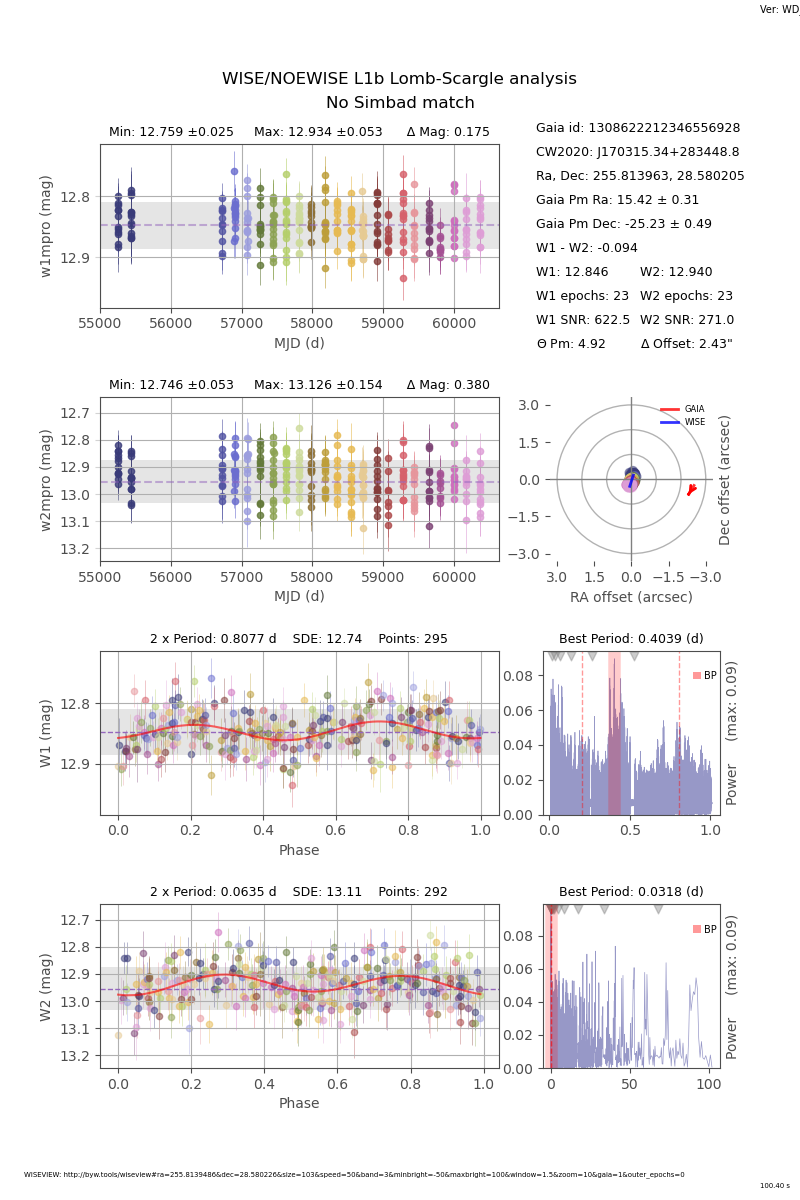 Ver: WD_
WISE/NOEWISE L1b Lomb-Scargle analysis
No Simbad match
Min: 12.759 ±0.025 Max: 12.934 ±0.053 Δ Mag: 0.175
w1mpro (mag)
12.8
12.9
55000 56000 57000 58000 59000 60000
MJD (d)
Gaia id: 1308622212346556928
CW2020: J170315.34+283448.8
Ra, Dec: 255.813963, 28.580205
Gaia Pm Ra: 15.42 ± 0.31
Gaia Pm Dec: -25.23 ± 0.49
W1 - W2: -0.094
W1: 12.846 W2: 12.940
W1 epochs: 23 W2 epochs: 23
W1 SNR: 622.5 W2 SNR: 271.0
Θ Pm: 4.92 Δ Offset: 2.43"
Min: 12.746 ±0.053 Max: 13.126 ±0.154 Δ Mag: 0.380
w2mpro (mag)
12.7
12.8
12.9
13.0
13.1
13.2
55000 56000 57000 58000 59000 60000
MJD (d)
GAIA
WISE
3.0
1.5
0.0
−1.5
−3.0
3.0 1.5 0.0 −1.5 −3.0
RA offset (arcsec)
Dec offset (arcsec)
2 x Period: 0.8077 d SDE: 12.74 Points: 295
W1 (mag)
12.8
12.9
0.0 0.2 0.4 0.6 0.8 1.0
Phase
Best Period: 0.4039 (d)
BP
0.08
0.06
0.04
0.02
0.00
0.0 0.5 1.0
Power (max: 0.09)
2 x Period: 0.0635 d SDE: 13.11 Points: 292
W2 (mag)
12.7
12.8
12.9
13.0
13.1
13.2
0.0 0.2 0.4 0.6 0.8 1.0
Phase
Best Period: 0.0318 (d)
BP
0.08
0.06
0.04
0.02
0.00
0 50 100
Power (max: 0.09)
WISEVIEW: http://byw.tools/wiseview#ra=255.8139486&dec=28.580226&size=103&speed=50&band=3&minbright=-50&maxbright=100&window=1.5&zoom=10&gaia=1&outer_epochs=0
100.40 s